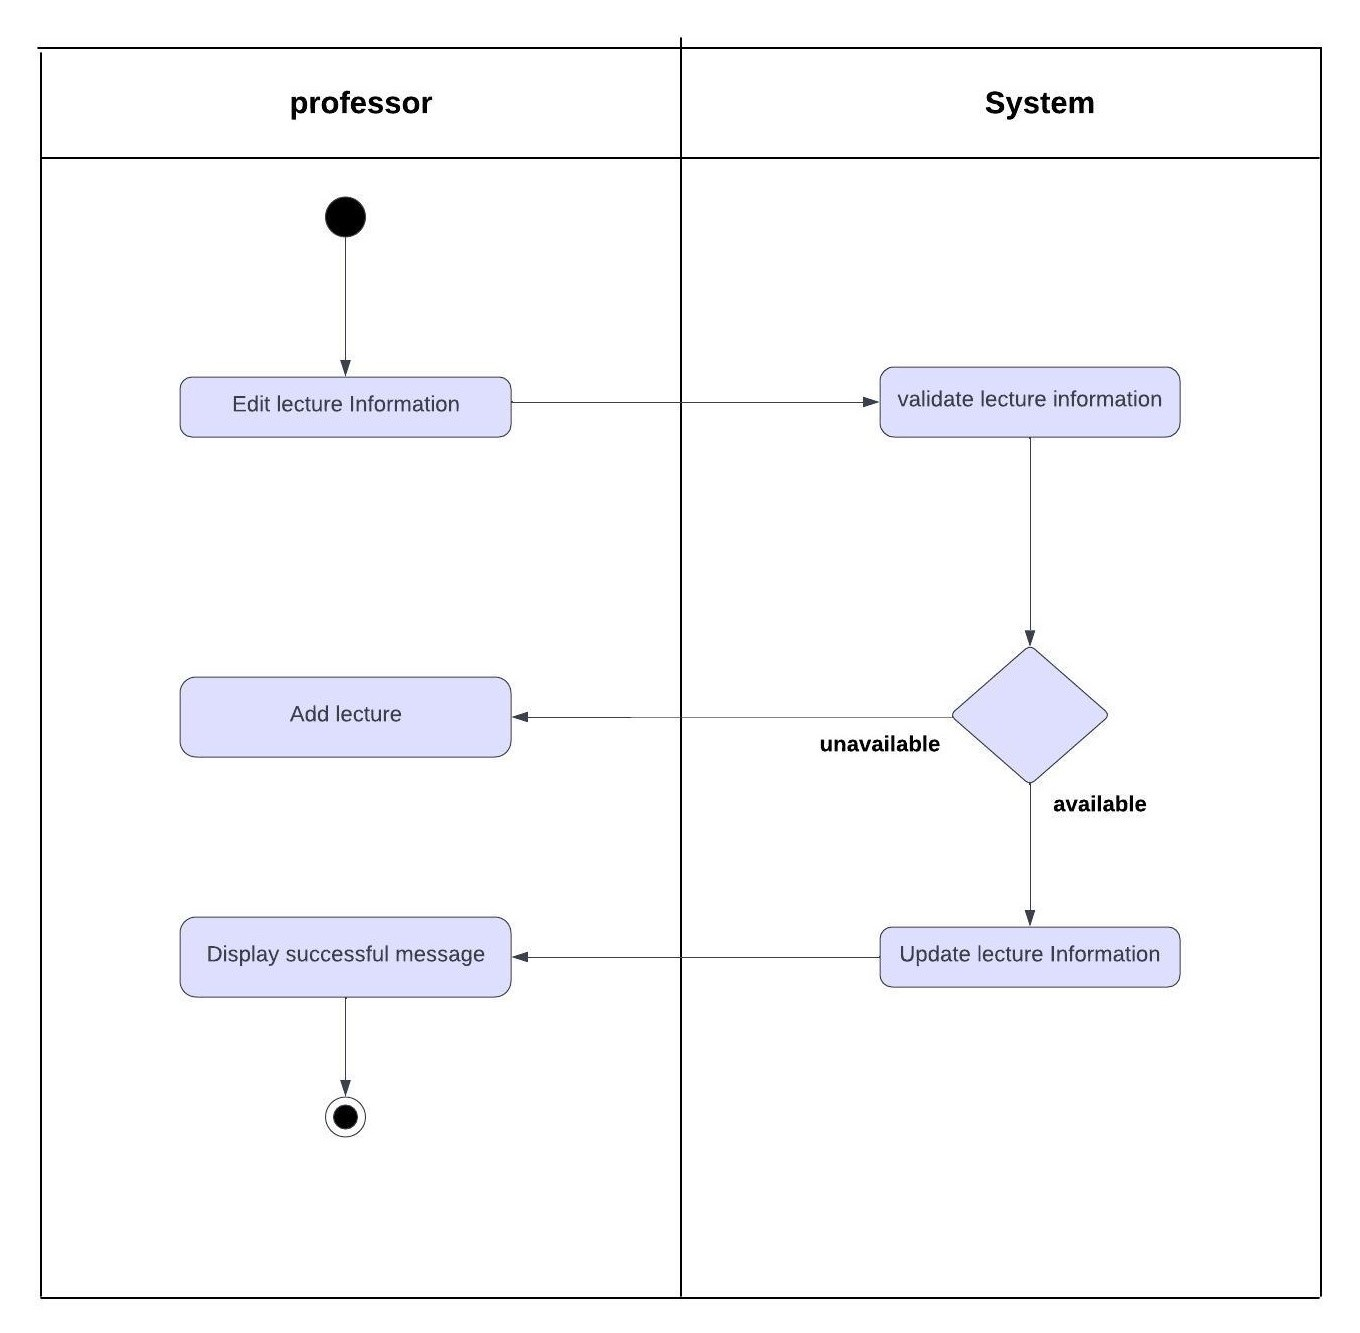 professor
System
Edit lecture Information
validate lecture information
Add lecture
unavailable
available
Display successful message
Update lecture Information